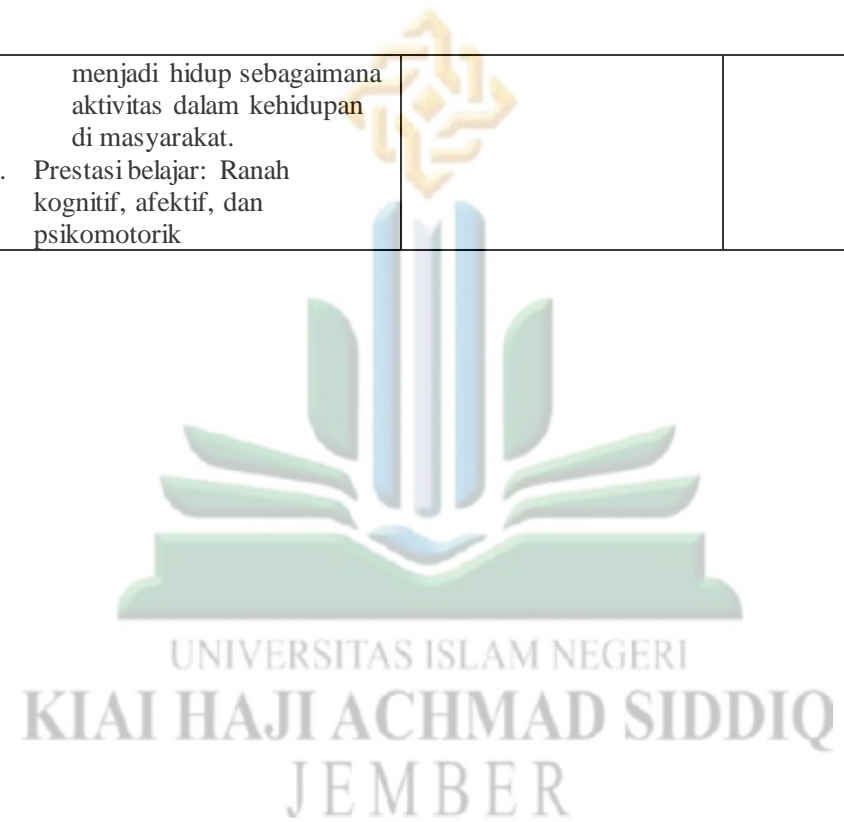 menjadi hidup sebagaimana
aktivitas dalam kehidupan
di masyarakat.
. Prestasi belajar: Ranah
kognitif, afektif, dan
psikomotorik
UNIVERSITAS ISLAM NEGERI
KIAI HAJI ACHMAD SIDDIQ
JEMBER